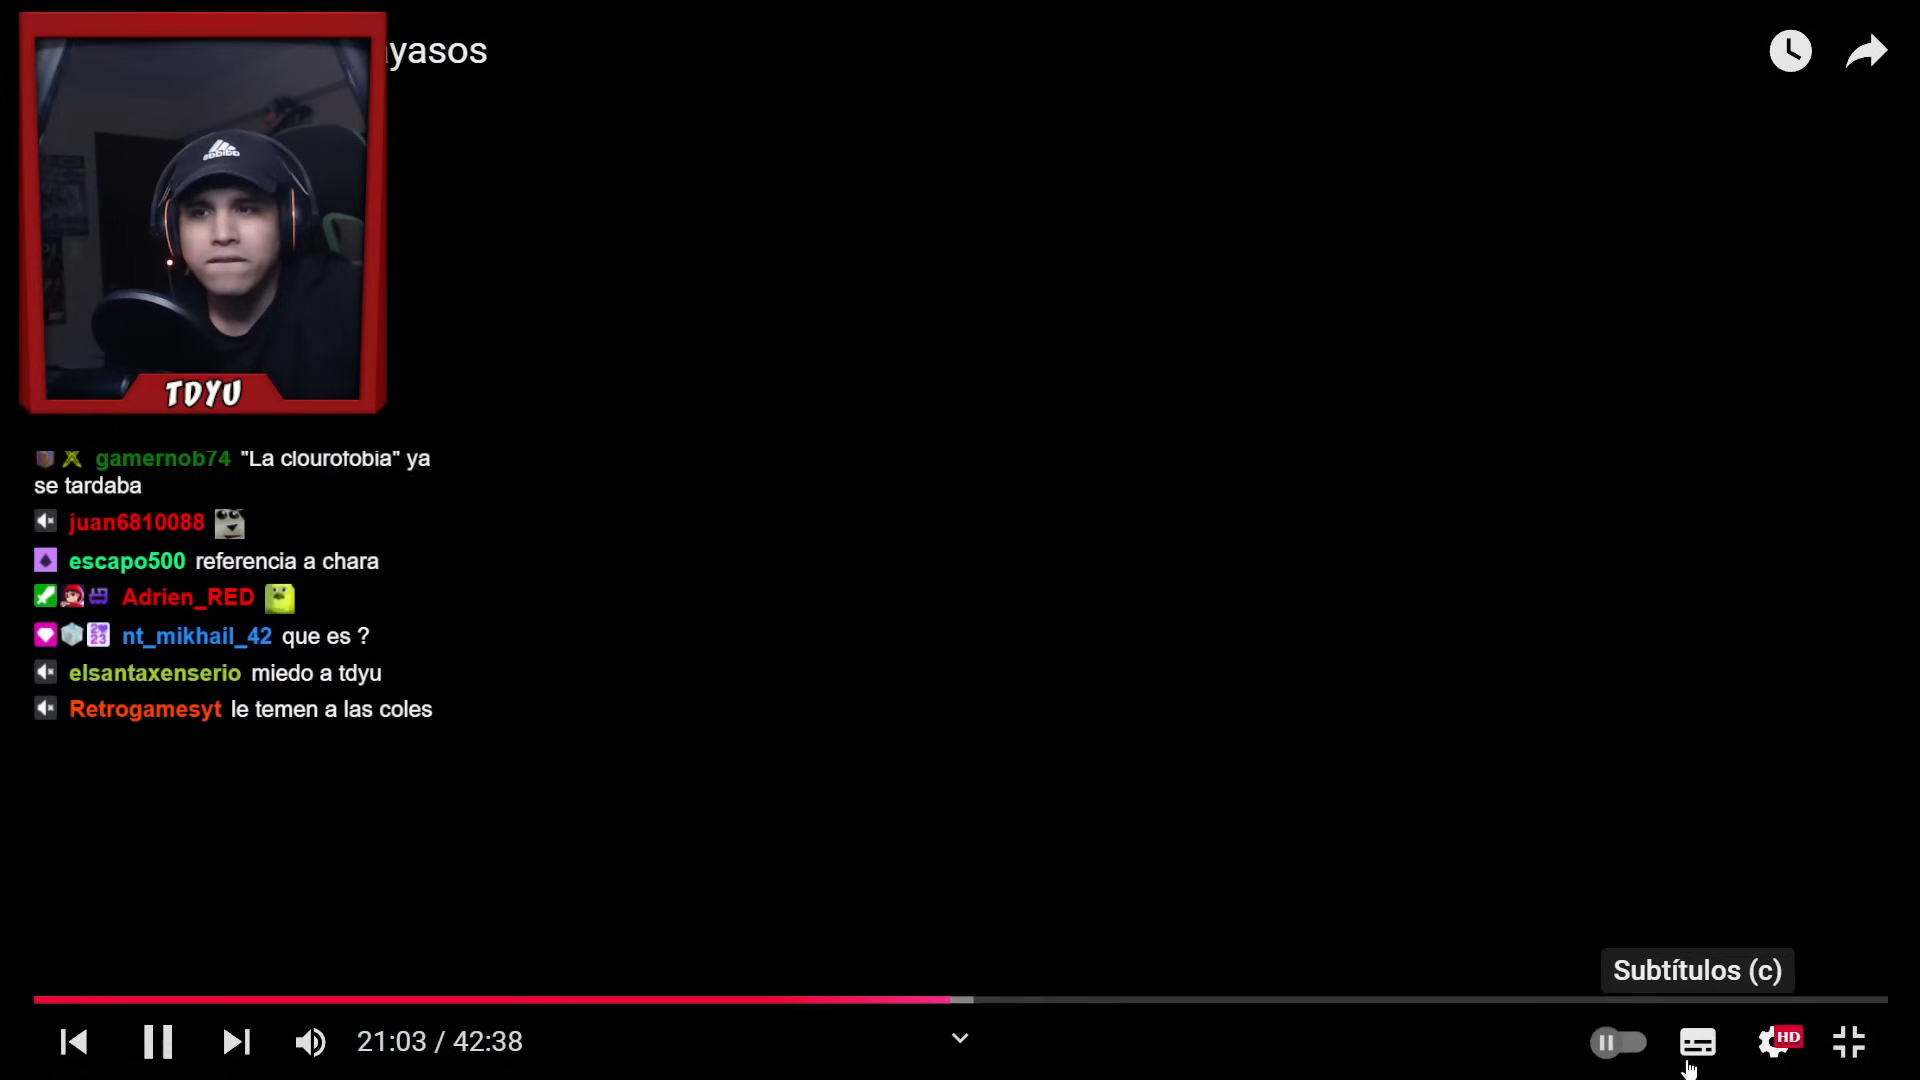 yasos
adidas
TDYU
gamernob74 "La clourofobia" ya
se tardaba
juan6810088
escapo500 referencia a chara
Adrien_RED
nt_mikhail_42 que es ?
elsantaxenserio miedo a tdyu
Retrogamesyt le temen a las coles
Subtítulos (c)
21:03 / 42:38
HD